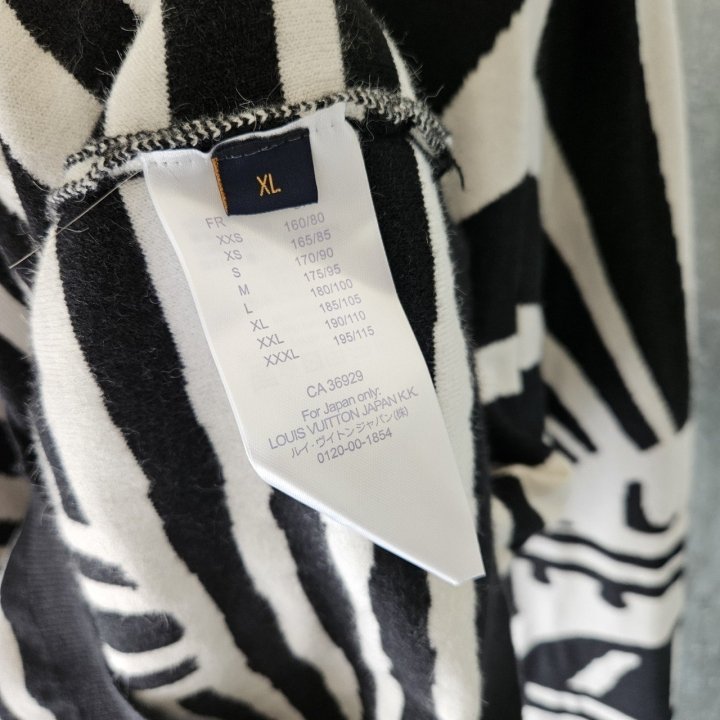 XL
FR
XXS 160/80
XS 165/85
S 170/90
M 175/95
L 180/100
XL 185/105
XXL 190/110
XXXL 195/115
CA 36929
For Japan only:
LOUIS VUITTON JAPAN K.K.
ルイ・ヴイトンジャパン(株)
0120-00-1854